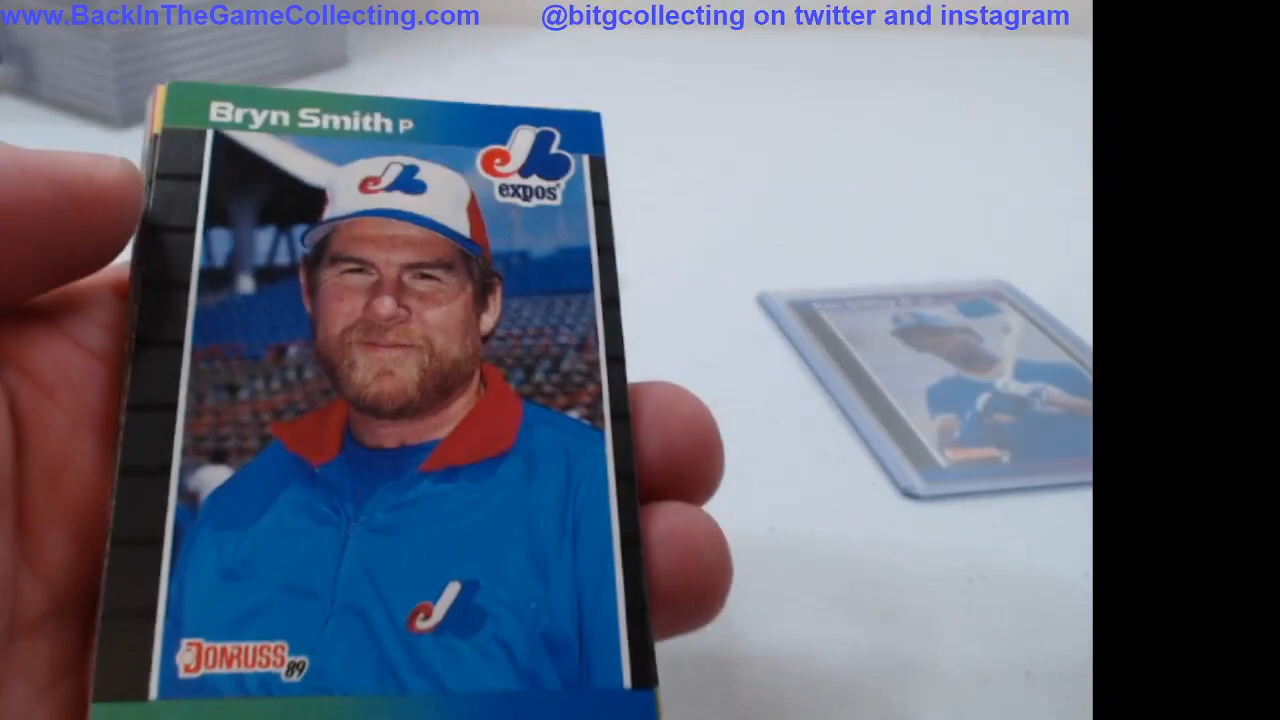 www.BackInTheGameCollecting.com @bitgcollecting on twitter and instagram
Bryn Smith P
expos
DONRUSS 89